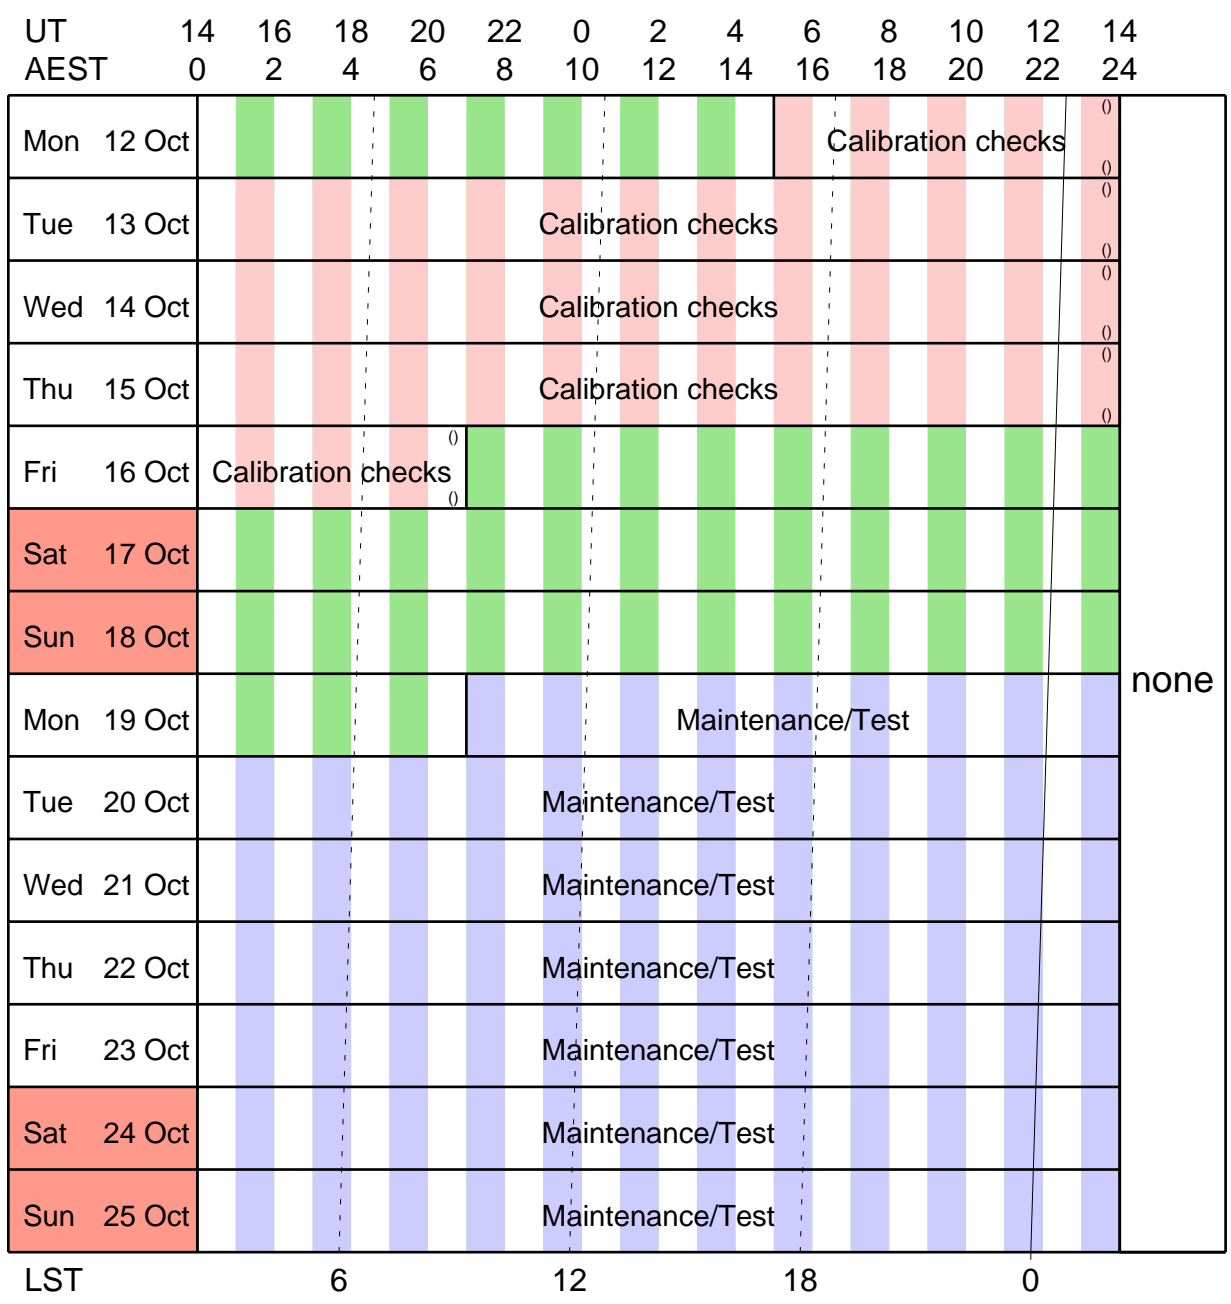 UT 14 16 18 20 22 0 2 4 6 8 10 12 14
AEST 0 2 4 6 8 10 12 14 16 18 20 22 24
()
Mon 12 Oct Calibration checks
()
()
Tue 13 Oct Calibration checks
()
()
Wed 14 Oct Calibration checks
()
()
Thu 15 Oct Calibration checks
()
()
Fri 16 Oct Calibration checks
()
Sat 17 Oct
Sun 18 Oct
none
Mon 19 Oct Maintenance/Test
Tue 20 Oct Maintenance/Test
Wed 21 Oct Maintenance/Test
Thu 22 Oct Maintenance/Test
Fri 23 Oct Maintenance/Test
Sat 24 Oct Maintenance/Test
Sun 25 Oct Maintenance/Test
LST 6 12 18 0